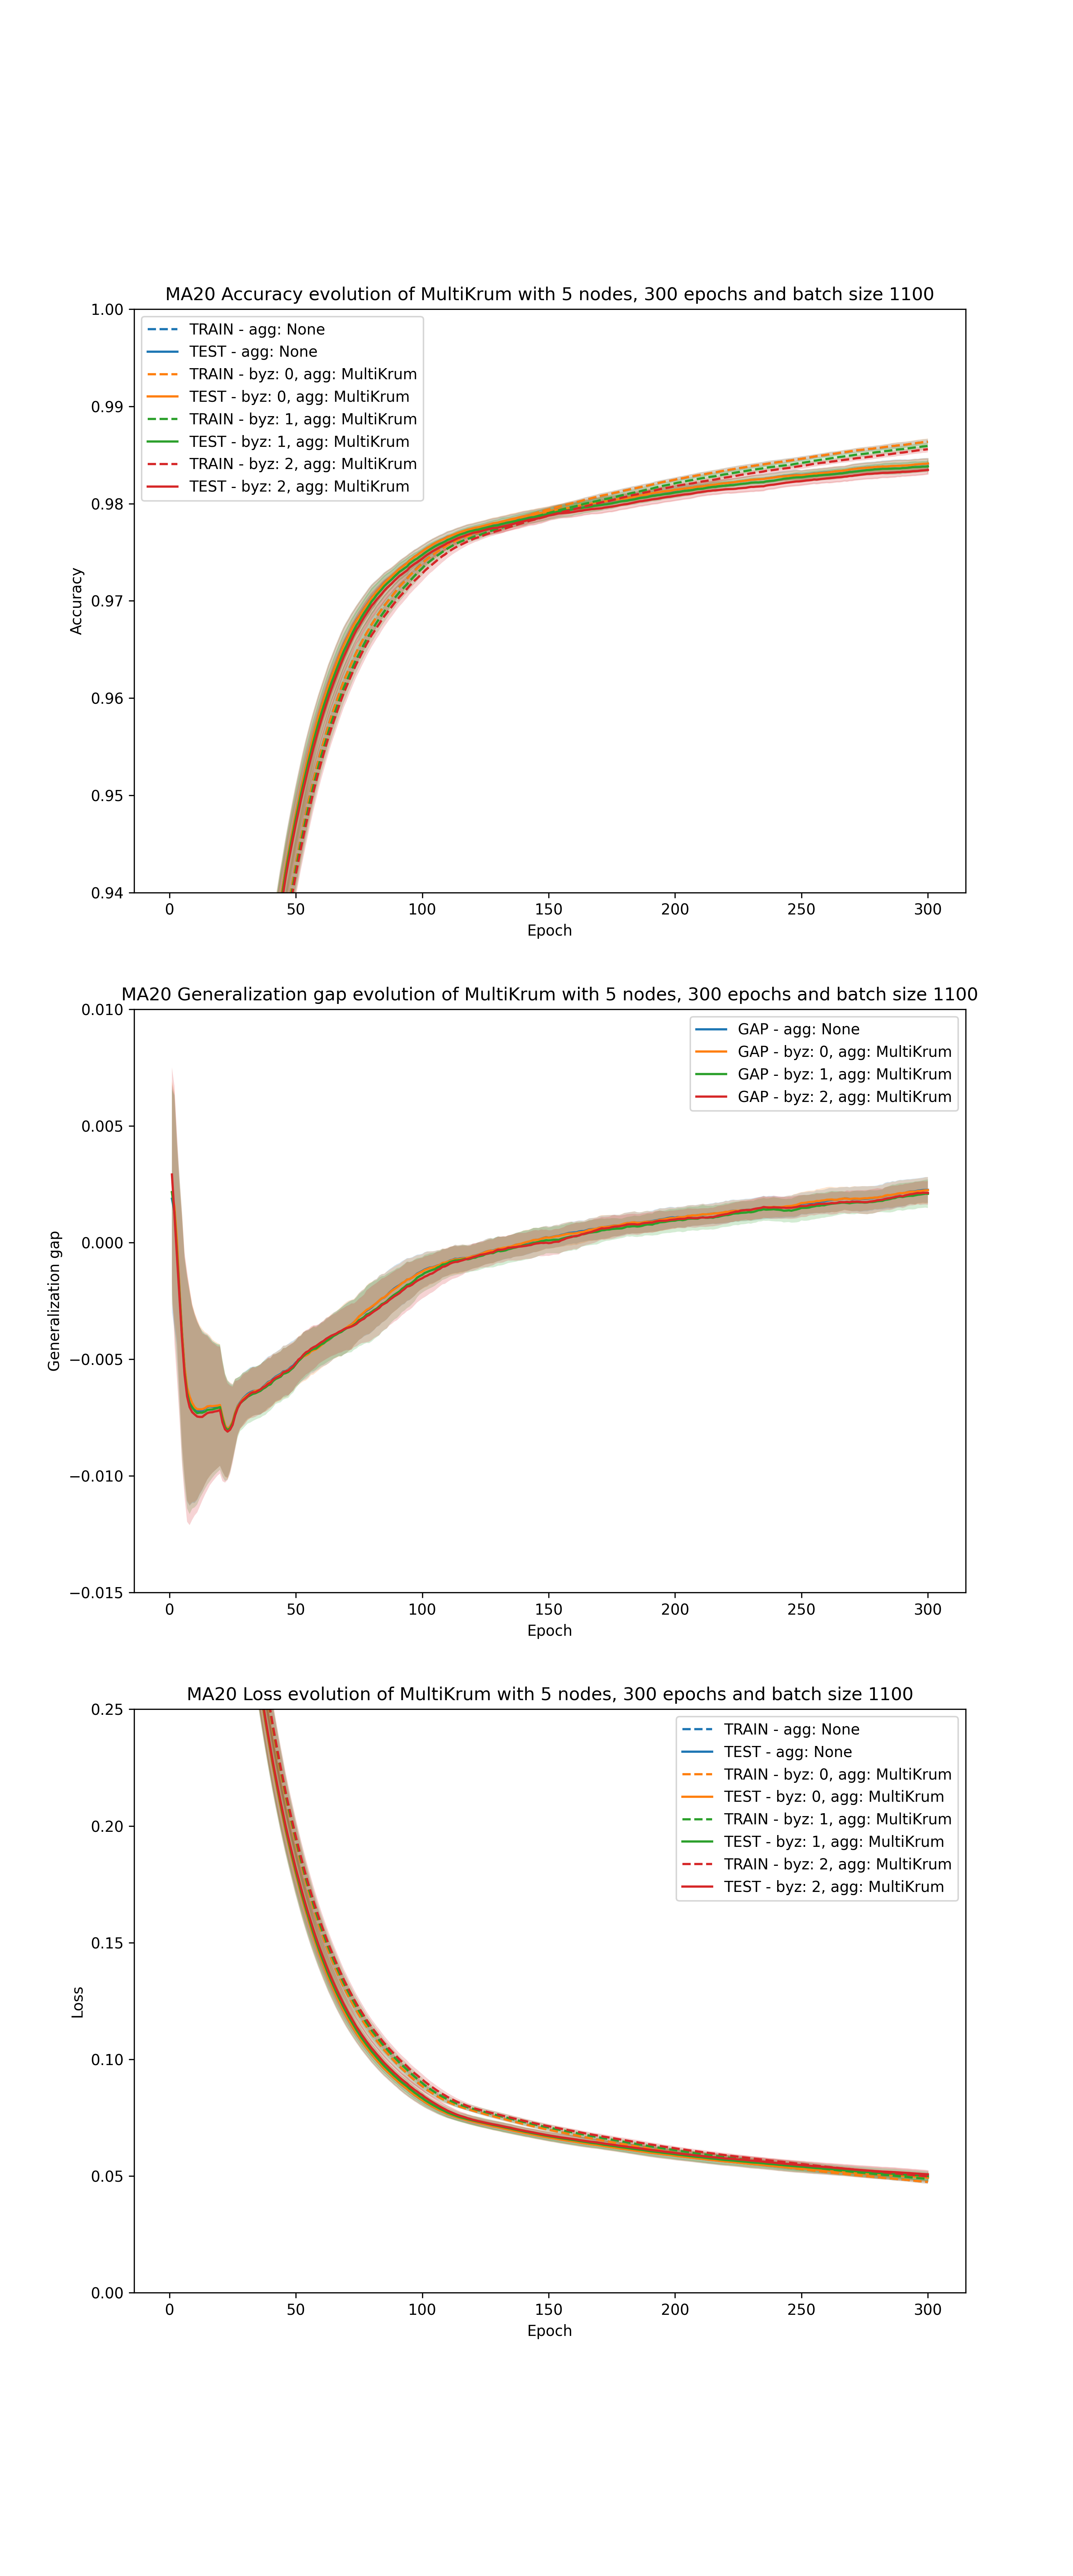 MA20 Accuracy evolution of MultiKrum with 5 nodes, 300 epochs and batch size 1100
1.00
0.99
0.98
0.97
0.96
0.95
0.94
Accuracy
TRAIN - agg: None
TEST - agg: None
TRAIN - byz: 0, agg: MultiKrum
TEST - byz: 0, agg: MultiKrum
TRAIN - byz: 1, agg: MultiKrum
TEST - byz: 1, agg: MultiKrum
TRAIN - byz: 2, agg: MultiKrum
TEST - byz: 2, agg: MultiKrum
0 50 100 150 200 250 300
Epoch
MA20 Generalization gap evolution of MultiKrum with 5 nodes, 300 epochs and batch size 1100
0.010
0.005
0.000
−0.005
−0.010
−0.015
Generalization gap
GAP - agg: None
GAP - byz: 0, agg: MultiKrum
GAP - byz: 1, agg: MultiKrum
GAP - byz: 2, agg: MultiKrum
0 50 100 150 200 250 300
Epoch
MA20 Loss evolution of MultiKrum with 5 nodes, 300 epochs and batch size 1100
0.25
0.20
0.15
0.10
0.05
0.00
Loss
TRAIN - agg: None
TEST - agg: None
TRAIN - byz: 0, agg: MultiKrum
TEST - byz: 0, agg: MultiKrum
TRAIN - byz: 1, agg: MultiKrum
TEST - byz: 1, agg: MultiKrum
TRAIN - byz: 2, agg: MultiKrum
TEST - byz: 2, agg: MultiKrum
0 50 100 150 200 250 300
Epoch